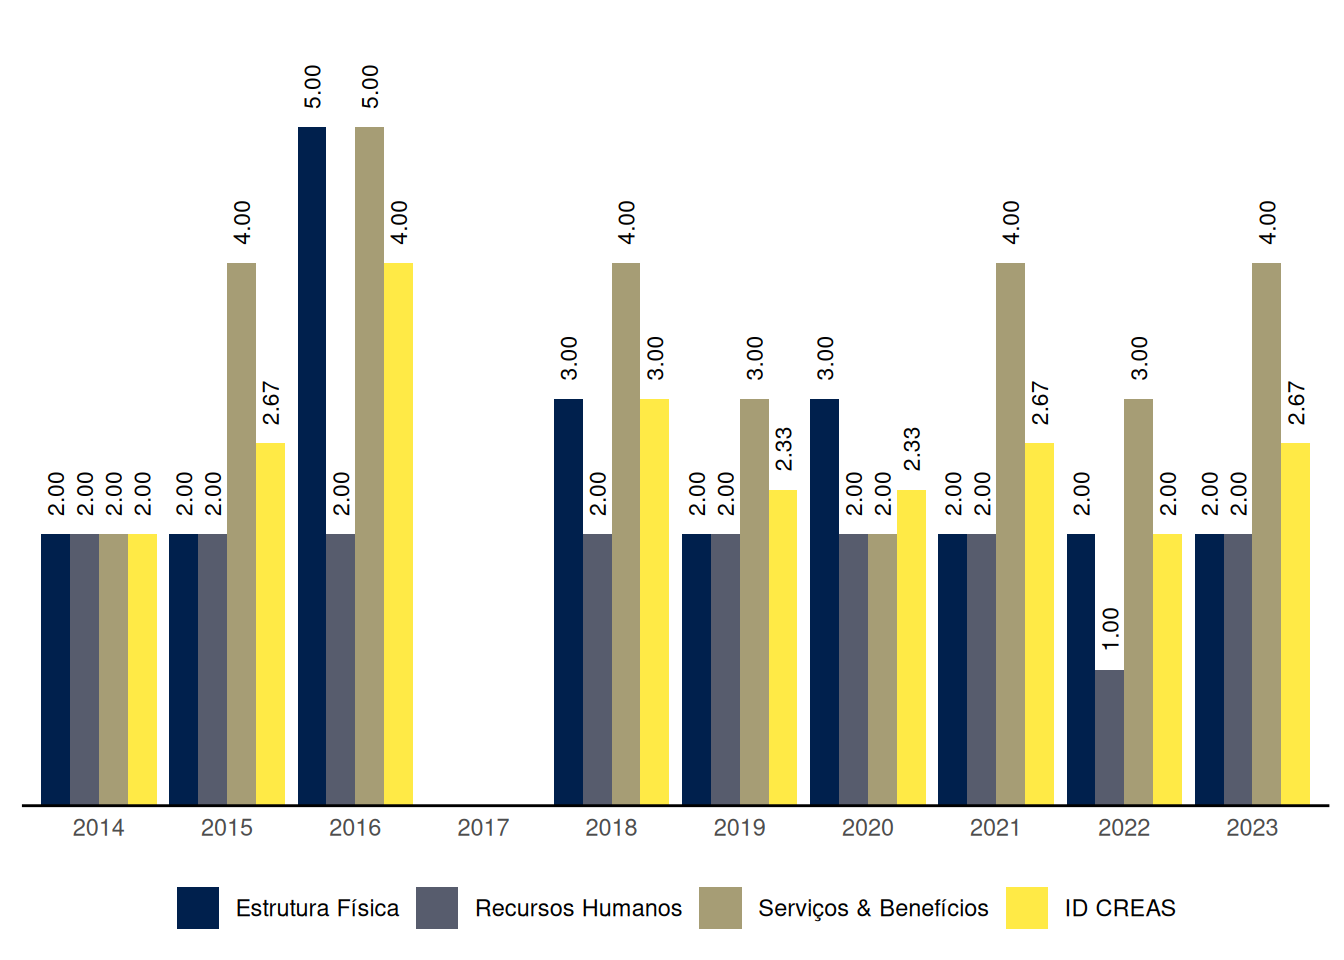 5.00 5.00
4.00 4.00 4.00 4.00 4.00
3.00 3.00 3.00 3.00 3.00
2.67 2.67 2.67
2.33 2.33
2.00 2.00 2.00 2.00 2.00 2.00 2.00 2.00 2.00 2.00 2.00 2.00 2.00 2.00 2.00 2.00 2.00 2.00
1.00
2014 2015 2016 2017 2018 2019 2020 2021 2022 2023
Estrutura Física Recursos Humanos Serviços & Benefícios ID CREAS